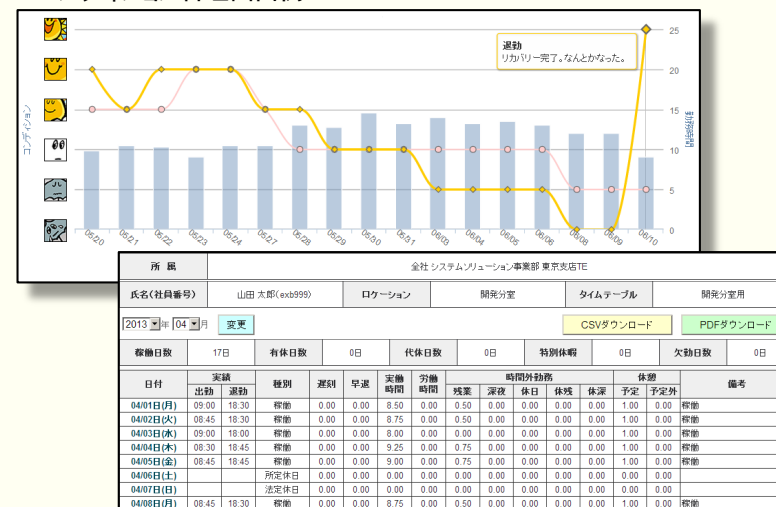 25
退勤
リカバリー完了。なんとかなった。
20
15
コンディション
勤務時間
10
5
0
05/20 05/21 05/22 05/23 05/24 05/27 05/28 05/29 05/30 05/31 06/03 06/04 06/05 06/06 06/08 06/09 06/10
所 属 全社 システムソリューション事業部 東京支店TE
氏名(社員番号) 山田 太郎(exb999) ロケーション 開発分室 タイムテーブル 開発分室用
2013 年 04 月 変更 CSVダウンロード PDFダウンロード
稼働日数 17日 有休日数 0日 代休日数 0日 特別休暇 0日 欠勤日数 0日
日付 実績 種別 遅刻 早退 実働時間 労働時間 時間外勤務 休憩 備考
出勤 退勤 残業 深夜 休日 休残 休深 予定 予定外
04/01日(月) 09:00 18:30 稼働 0.00 0.00 8.50 0.00 0.50 0.00 0.00 0.00 0.00 1.00 0.00 稼働
04/02日(火) 08:45 18:30 稼働 0.00 0.00 8.75 0.00 0.50 0.00 0.00 0.00 0.00 1.00 0.00 稼働
04/03日(水) 09:00 18:00 稼働 0.00 0.00 8.00 0.00 0.00 0.00 0.00 0.00 0.00 1.00 0.00 稼働
04/04日(木) 08:30 18:45 稼働 0.00 0.00 9.25 0.00 0.75 0.00 0.00 0.00 0.00 1.00 0.00 稼働
04/05日(金) 08:45 18:45 稼働 0.00 0.00 9.00 0.00 0.75 0.00 0.00 0.00 0.00 1.00 0.00 稼働
04/06日(土) 所定休日 0.00 0.00 0.00 0.00 0.00 0.00 0.00 0.00 0.00 0.00 0.00
04/07日(日) 法定休日 0.00 0.00 0.00 0.00 0.00 0.00 0.00 0.00 0.00 0.00 0.00
04/08日(月) 08:45 18:30 稼働 0.00 0.00 8.75 0.00 0.50 0.00 0.00 0.00 0.00 1.00 0.00 稼働